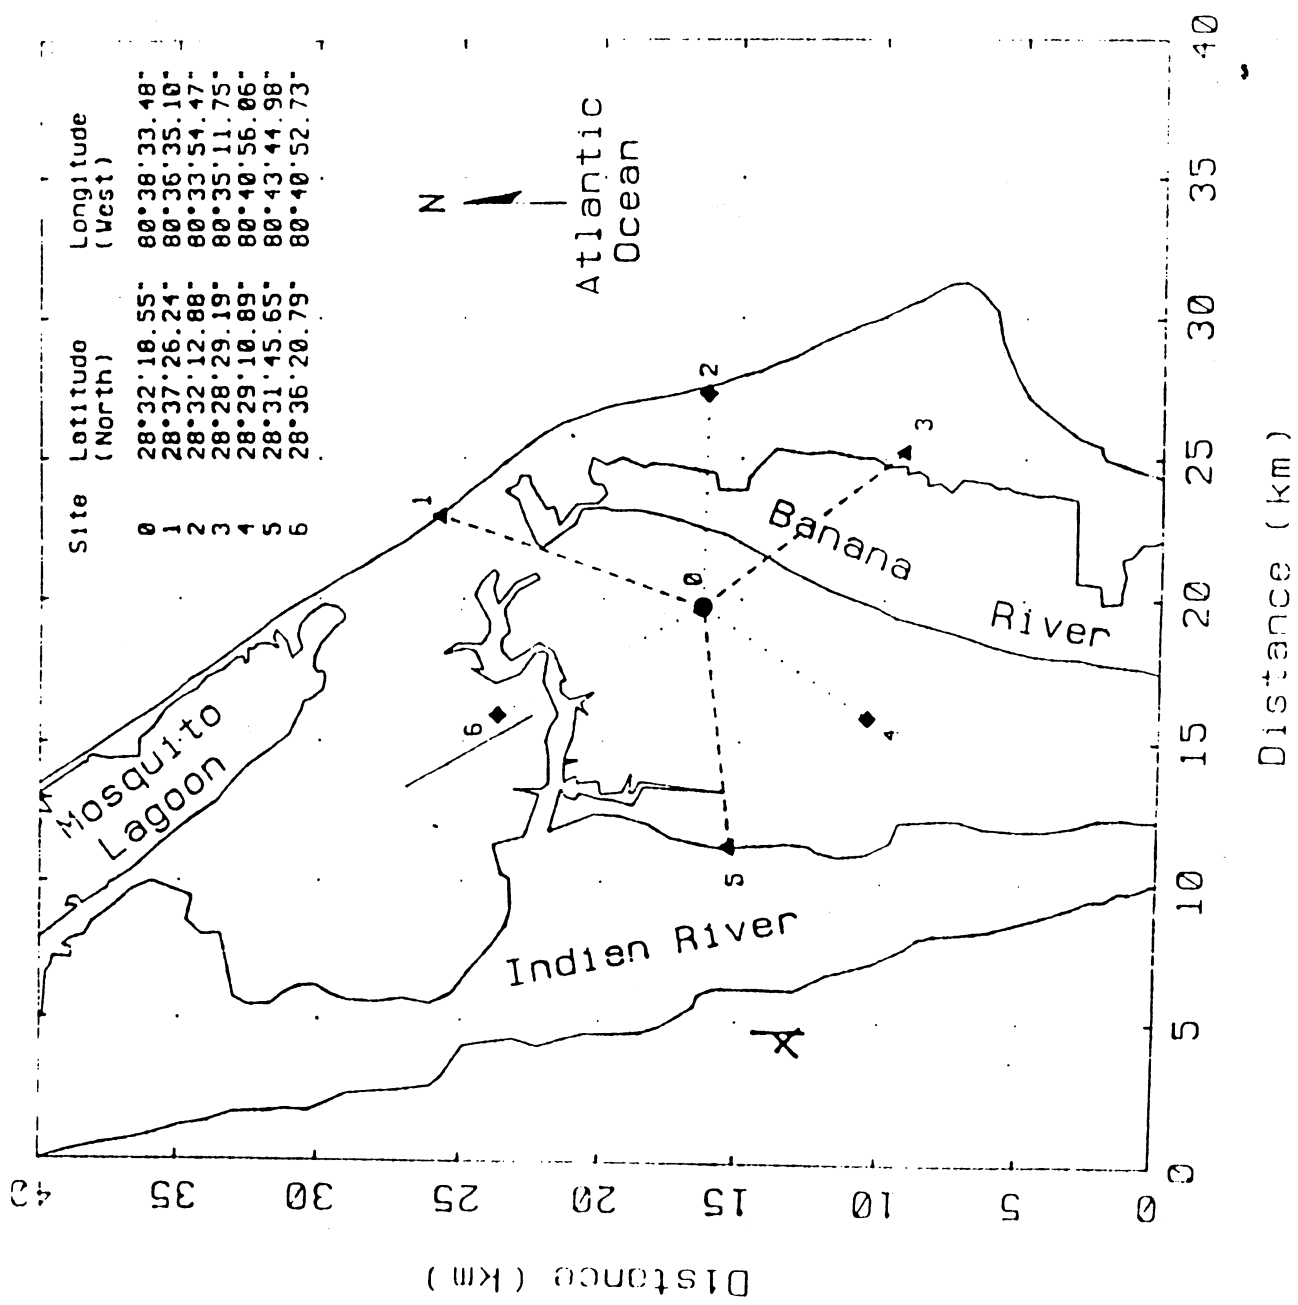 Site Latitude Longitude
(North) (West)
0 28°32'18.55" 80°38'33.48"
1 28°37'26.24" 80°36'35.10"
2 28°32'12.88" 80°33'54.47"
3 28°28'29.19" 80°35'11.75"
4 28°29'10.89" 80°40'56.06"
5 28°31'45.65" 80°43'44.98"
6 28°36'20.79" 80°40'52.73"
N
Atlantic
Ocean
Mosquito
Lagoon
Indian River
Banana
River
1
6
0
2
5
3
4
40
35
30
25
20
15
10
5
0
Distance (km)
0 5 10 15 20 25 30 35 40
Distance (km)